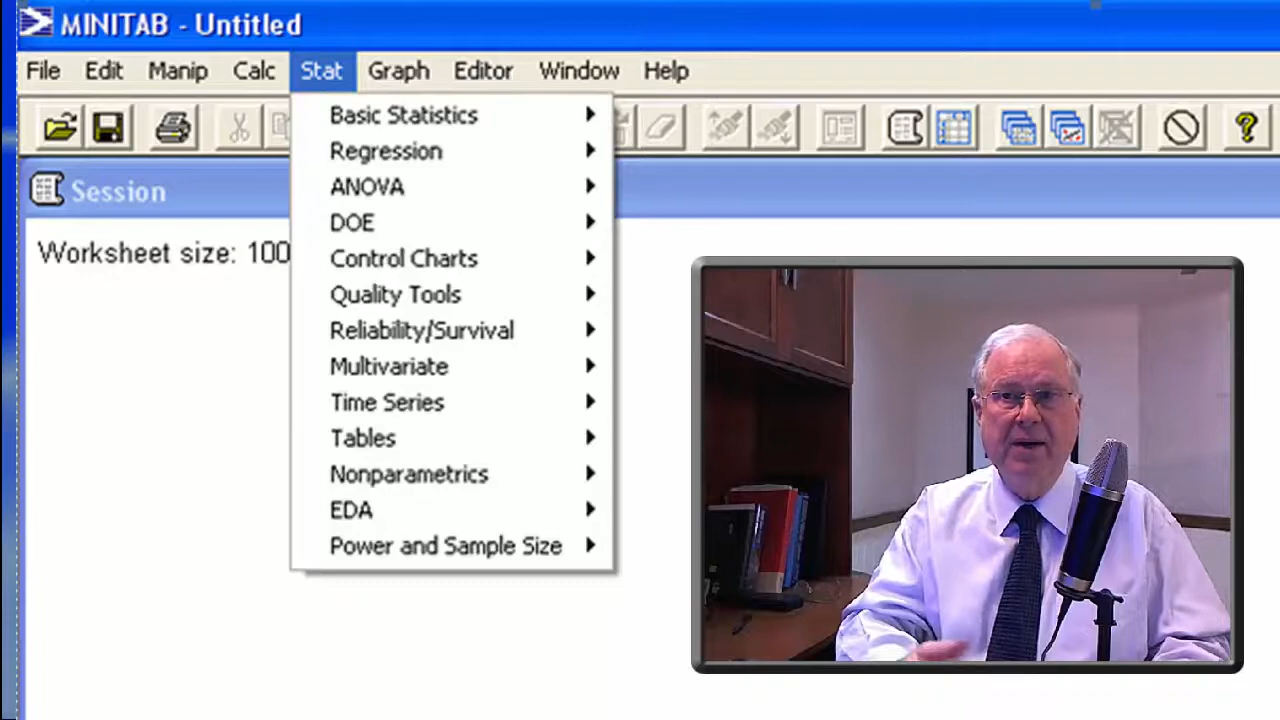 MINITAB - Untitled
File Edit Manip Calc Stat Graph Editor Window Help
Session
Worksheet size: 100
Basic Statistics
Regression
ANOVA
DOE
Control Charts
Quality Tools
Reliability/Survival
Multivariate
Time Series
Tables
Nonparametrics
EDA
Power and Sample Size